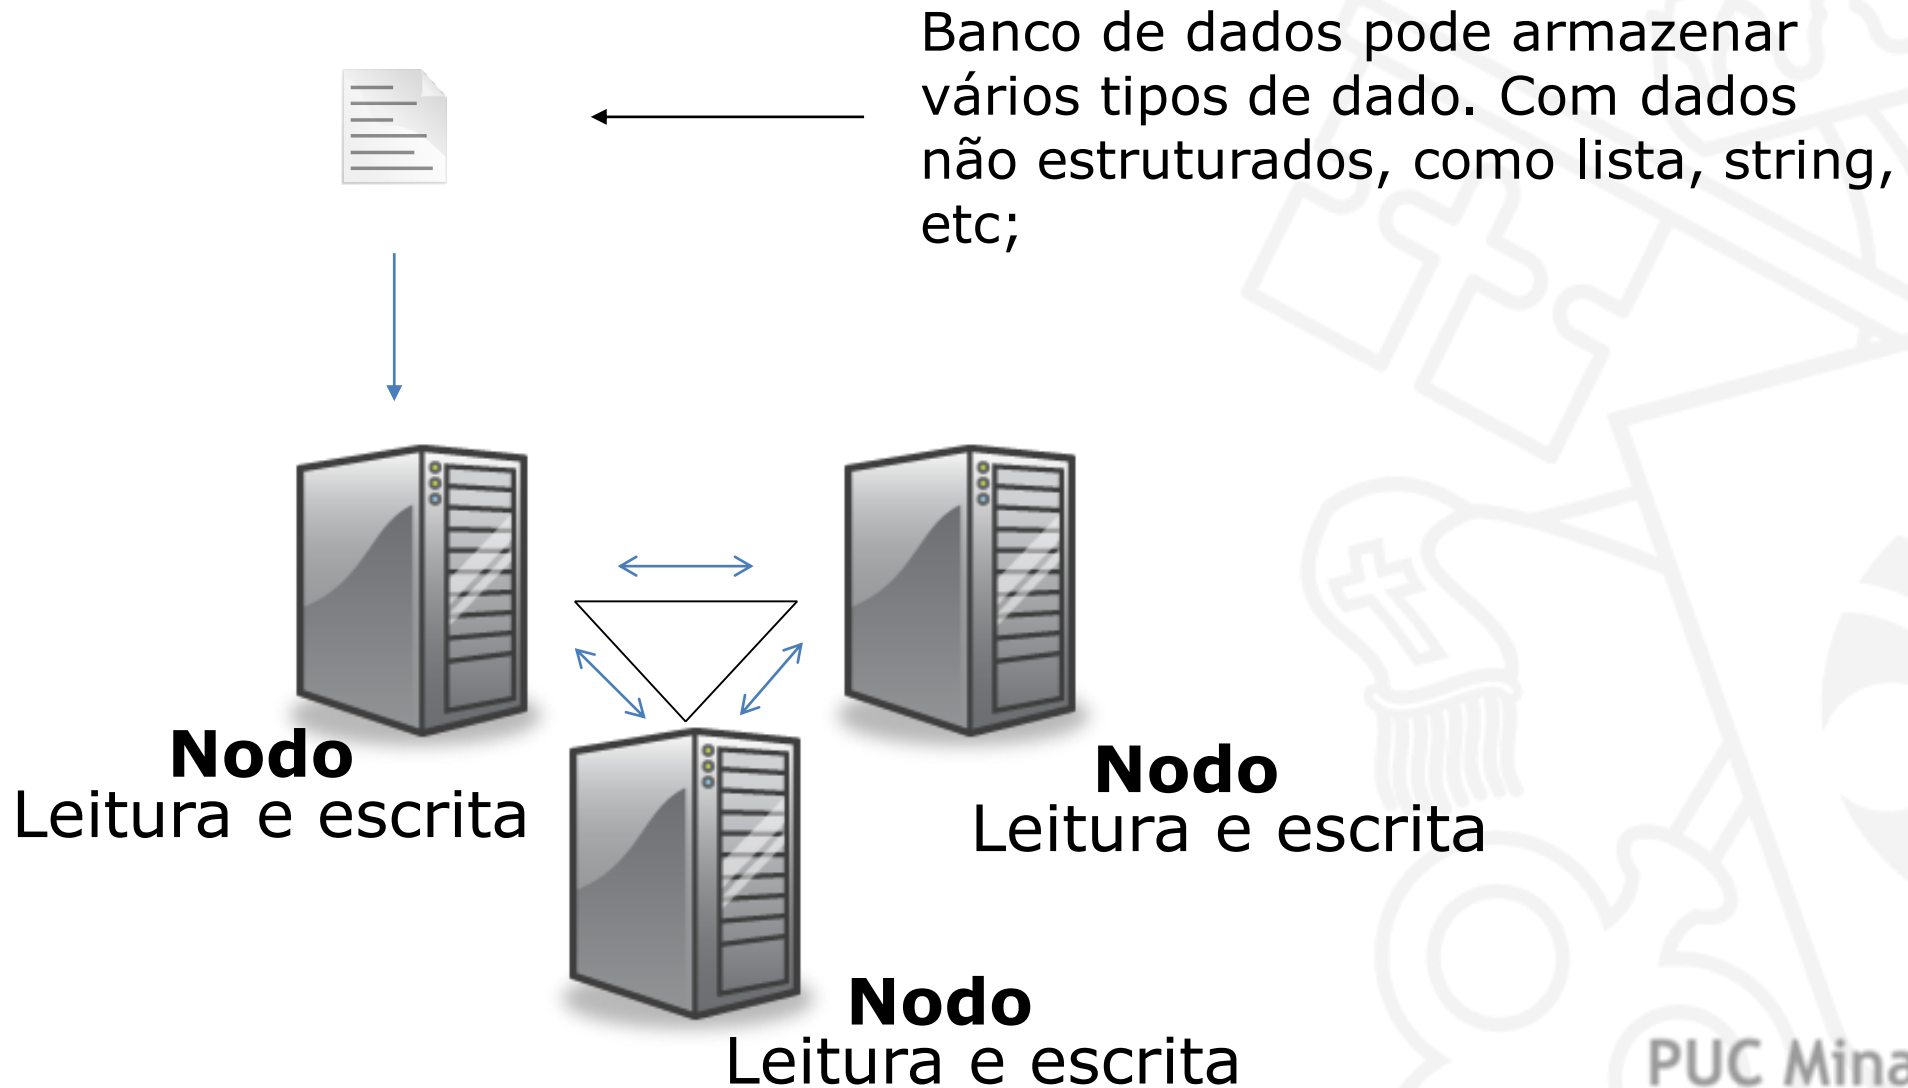 Banco de dados pode armazenar
vários tipos de dado. Com dados
não estruturados, como lista, string,
etc;
Nodo
Leitura e escrita
Nodo
Leitura e escrita
Nodo
Leitura e escrita
PUC Mina